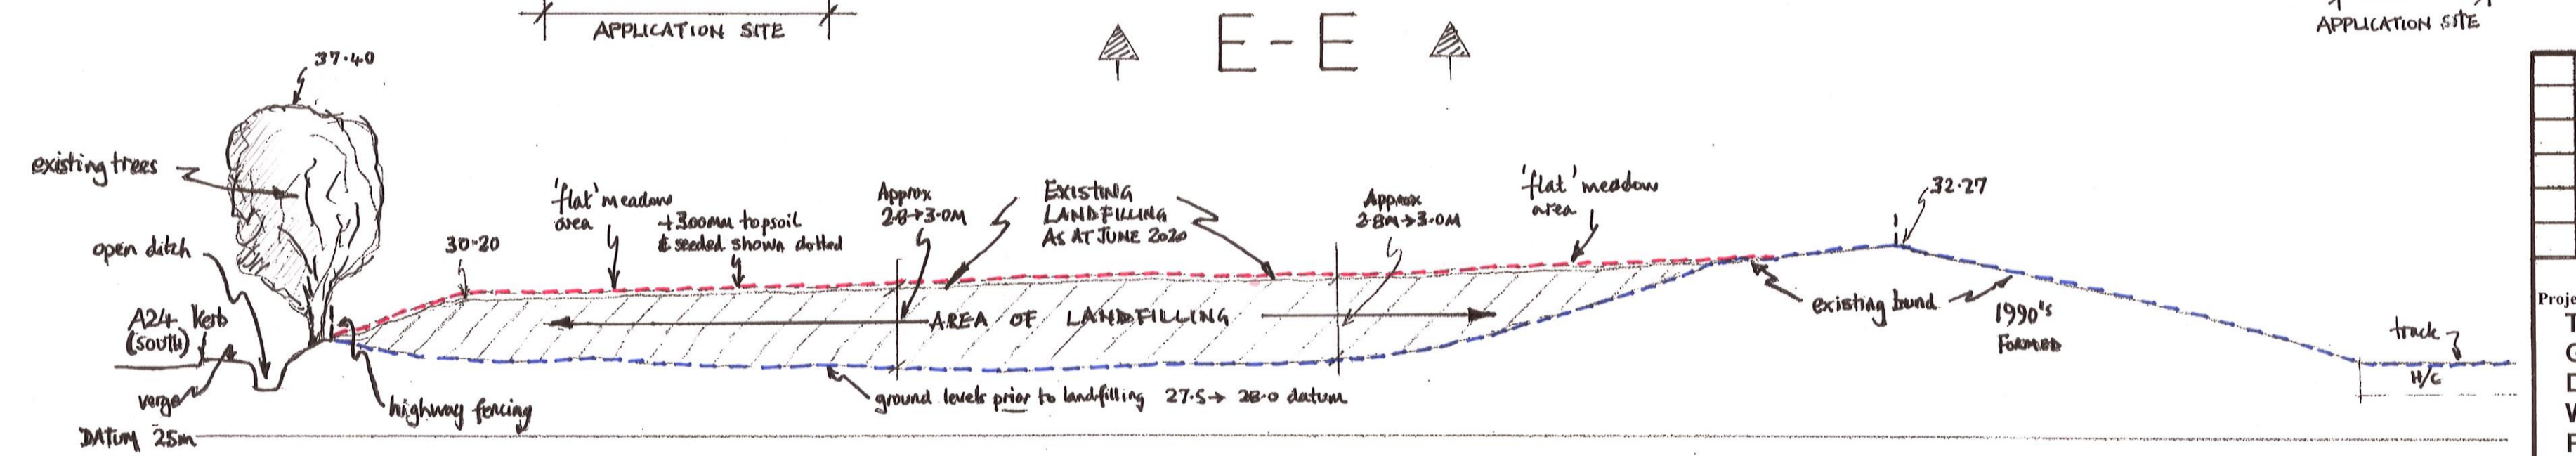 APPLICATION SITE
E-E
APPLICATION SITE
37.40
existing trees
open ditch
A24 Kerb
(SOUTH)
verge
DATUM 25m
highway fencing
30.20
'flat' meadow
area
+300mm topsoil
& seeded shown dotted
Approx
2.8→3.0M
EXISTING
LANDFILLING
AS AT JUNE 2020
Approx
2.8M→3.0M
'flat' meadow
area
32.27
AREA OF LANDFILLING
ground levels prior to landfilling 27.5→ 28.0 datum
existing bund
1990's
FORMED
track
H/C
Proje